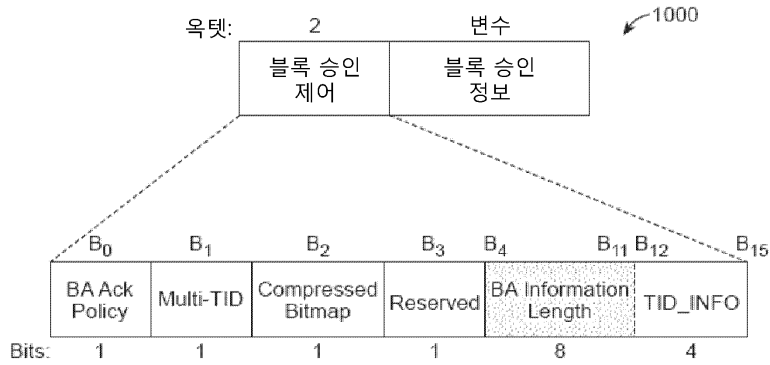 옥텟: 2 변수 1000
블록 승인 제어 블록 승인 정보
B0 B1 B2 B3 B4 B11 B12 B15
BA Ack Policy Multi-TID Compressed Bitmap Reserved BA Information Length TID_INFO
Bits: 1 1 1 1 8 4